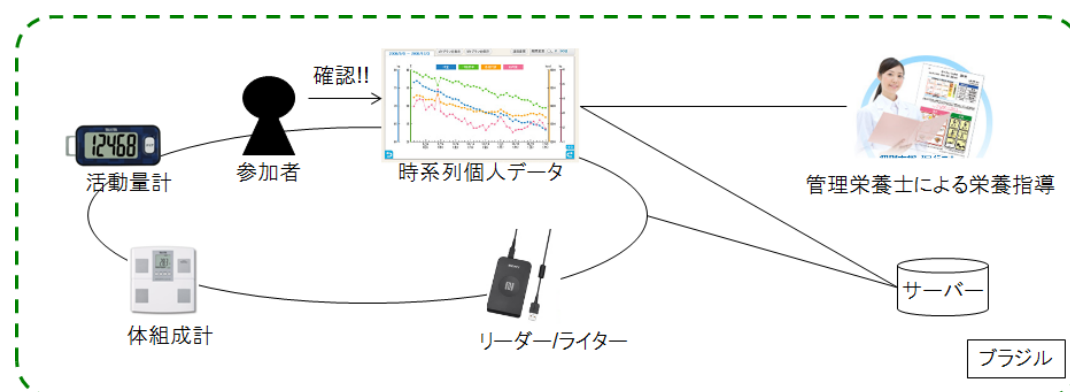 確認!!
12468
活動量計
参加者
時系列個人データ
管理栄養士による栄養指導
体組成計
リーダー/ライター
サーバー
ブラジル